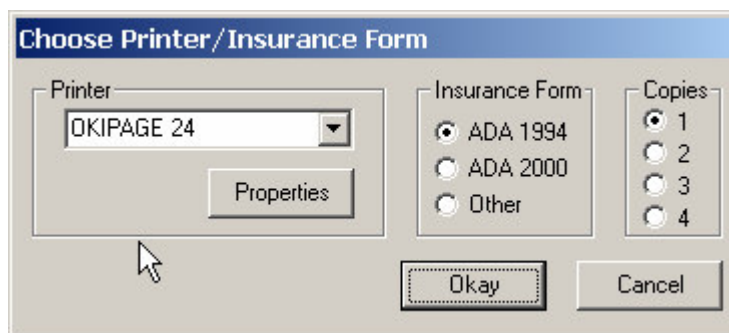 Choose Printer/Insurance Form
Printer
OKIPAGE 24
Properties
Insurance Form
ADA 1994
ADA 2000
Other
Copies
1
2
3
4
Okay
Cancel